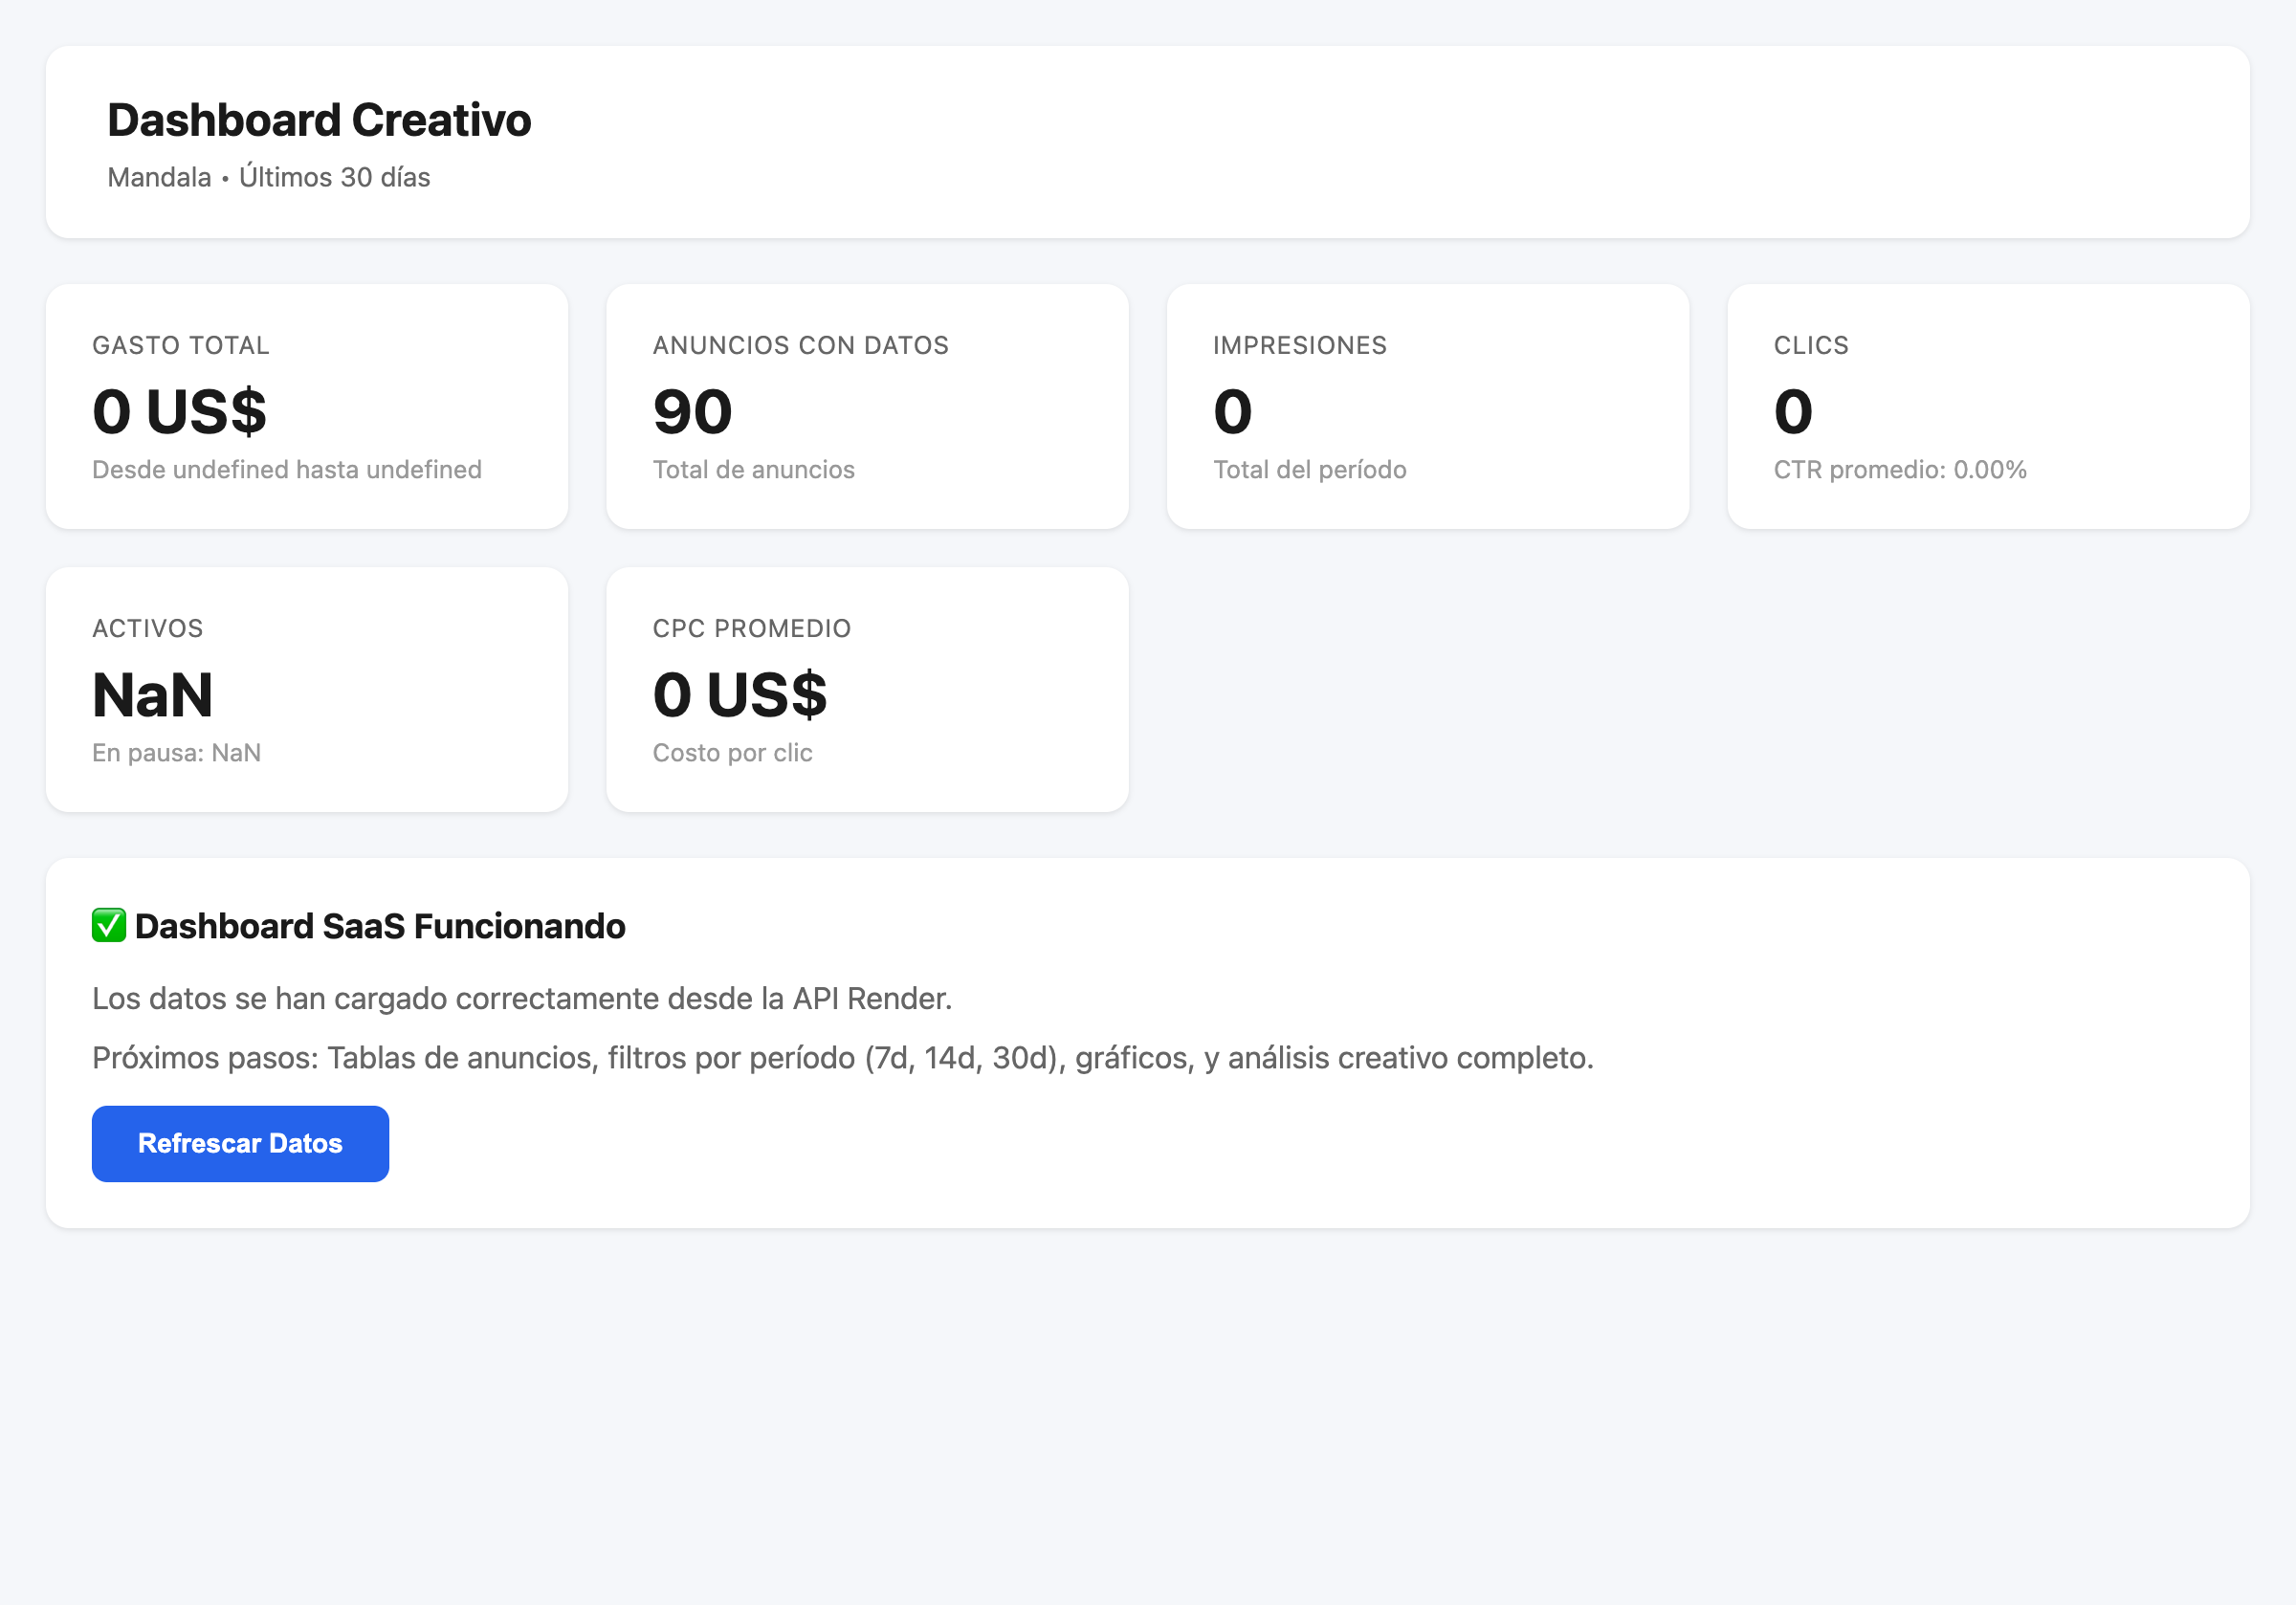 Dashboard Creativo
Mandala • Últimos 30 días
GASTO TOTAL
0 US$
Desde undefined hasta undefined
ANUNCIOS CON DATOS
90
Total de anuncios
IMPRESIONES
0
Total del período
CLICS
0
CTR promedio: 0.00%
ACTIVOS
NaN
En pausa: NaN
CPC PROMEDIO
0 US$
Costo por clic
✅ Dashboard SaaS Funcionando
Los datos se han cargado correctamente desde la API Render.
Próximos pasos: Tablas de anuncios, filtros por período (7d, 14d, 30d), gráficos, y análisis creativo completo.
Refrescar Datos